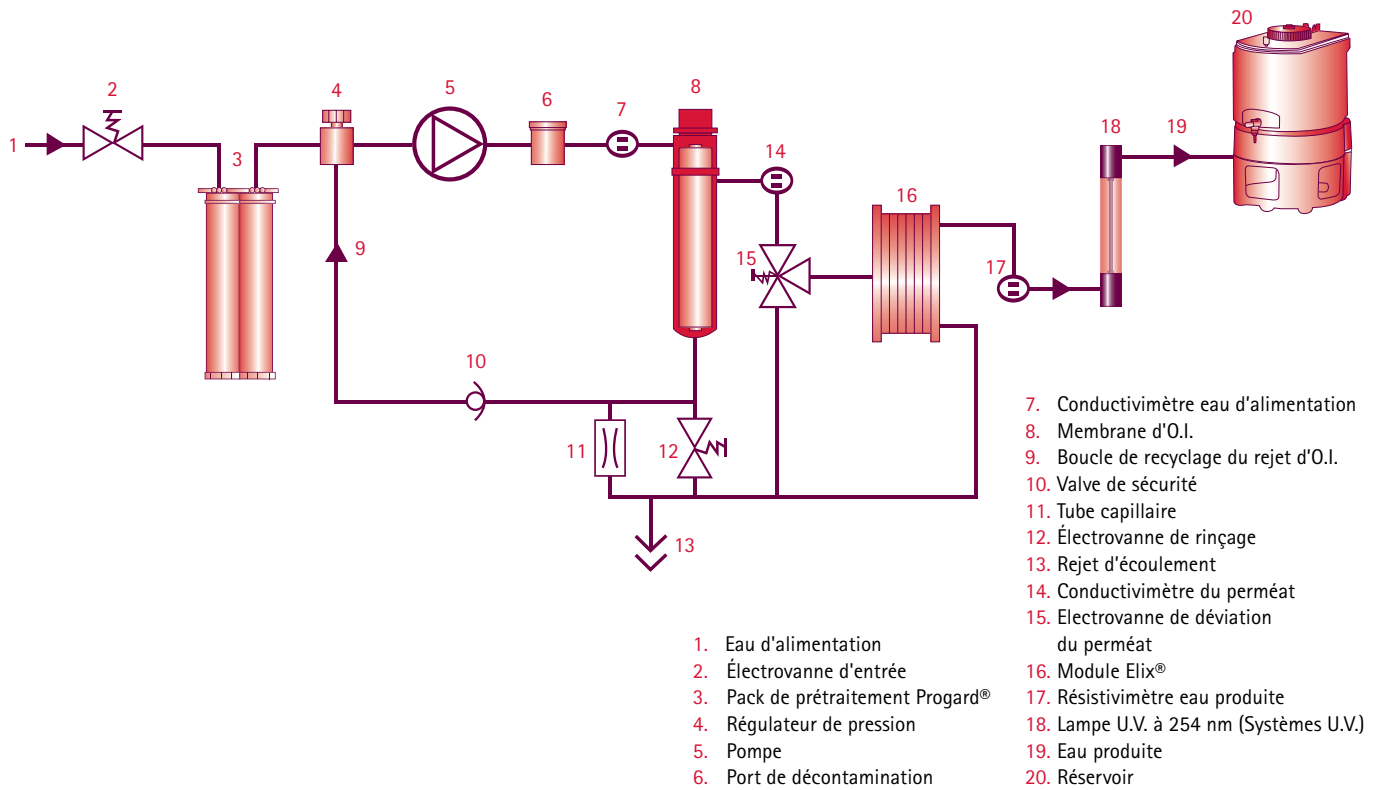 20
2
4
5
6
7
8
18
19
1
3
14
16
9
15
17
10
11
12
13
1. Eau d'alimentation
2. Électrovanne d'entrée
3. Pack de prétraitement Progard®
4. Régulateur de pression
5. Pompe
6. Port de décontamination
7. Conductivimètre eau d'alimentation
8. Membrane d'O.I.
9. Boucle de recyclage du rejet d'O.I.
10. Valve de sécurité
11. Tube capillaire
12. Électrovanne de rinçage
13. Rejet d'écoulement
14. Conductivimètre du perméat
15. Electrovanne de déviation
du perméat
16. Module Elix®
17. Résistivimètre eau produite
18. Lampe U.V. à 254 nm (Systèmes U.V.)
19. Eau produite
20. Réservoir